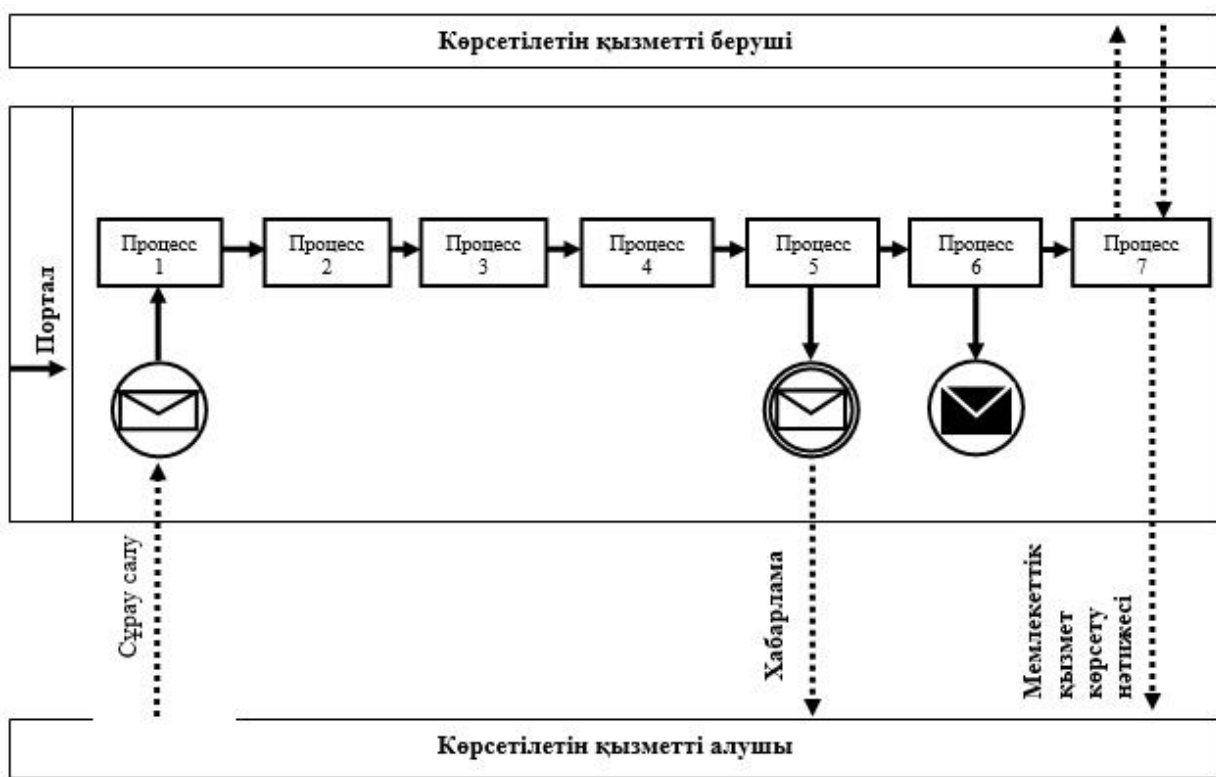 Көрсетілетін қызметті беруші
Портал
Процесс
1
Процесс
2
Процесс
3
Процесс
4
Процесс
5
Процесс
6
Процесс
7
Сұрау салу
Хабарлама
Мемлекеттік
қызмет
көрсету
нәтижесі
Көрсетілетін қызметті алушы